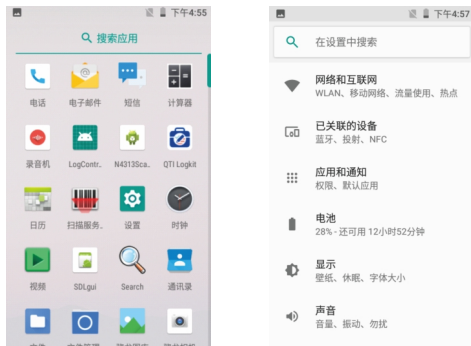 下午4:55
搜索应用
电话
电子邮件
短信
计算器
录音机
LogContr..
N4313Sca..
QTI Logkit
日历
扫描服务..
设置
时钟
视频
SDLgui
Search
通讯录
下午4:57
在设置中搜索
网络和互联网
WLAN、移动网络、流量使用、热点
已关联的设备
蓝牙、投射、NFC
应用和通知
权限、默认应用
电池
28% - 还可用 12小时52分钟
显示
壁纸、休眠、字体大小
声音
音量、振动、勿扰